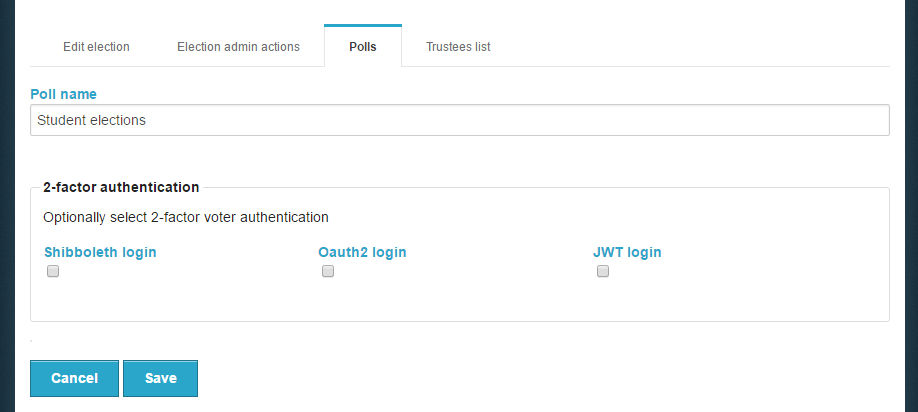 Edit election Election admin actions Polls Trustees list
Poll name
Student elections
2-factor authentication
Optionally select 2-factor voter authentication
Shibboleth login Oauth2 login JWT login
Cancel Save